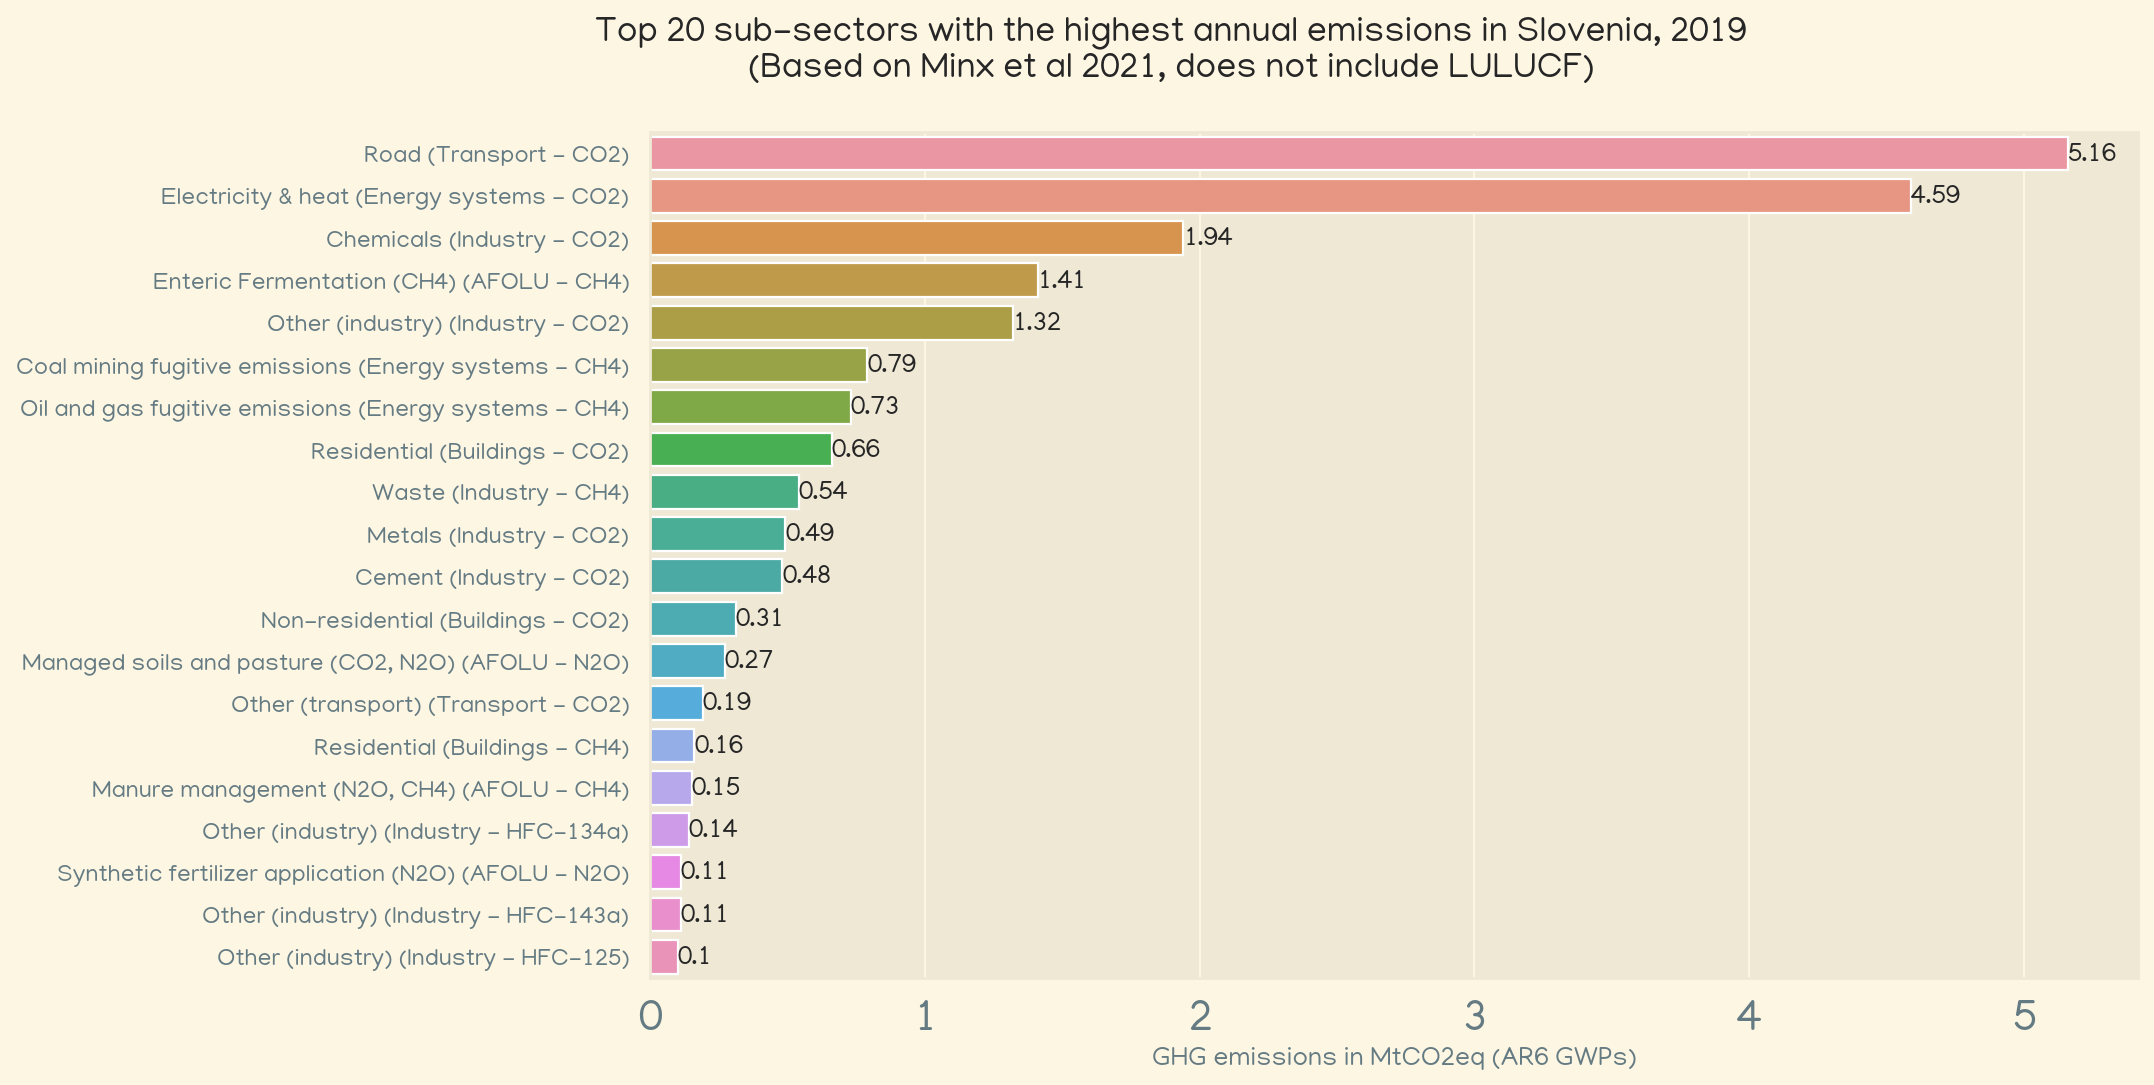 Top 20 sub-sectors with the highest annual emissions in Slovenia, 2019
(Based on Minx et al 2021, does not include LULUCF)
Road (Transport - CO2) 5.16
Electricity & heat (Energy systems - CO2) 4.59
Chemicals (Industry - CO2) 1.94
Enteric Fermentation (CH4) (AFOLU - CH4) 1.41
Other (industry) (Industry - CO2) 1.32
Coal mining fugitive emissions (Energy systems - CH4) 0.79
Oil and gas fugitive emissions (Energy systems - CH4) 0.73
Residential (Buildings - CO2) 0.66
Waste (Industry - CH4) 0.54
Metals (Industry - CO2) 0.49
Cement (Industry - CO2) 0.48
Non-residential (Buildings - CO2) 0.31
Managed soils and pasture (CO2, N2O) (AFOLU - N2O) 0.27
Other (transport) (Transport - CO2) 0.19
Residential (Buildings - CH4) 0.16
Manure management (N2O, CH4) (AFOLU - CH4) 0.15
Other (industry) (Industry - HFC-134a) 0.14
Synthetic fertilizer application (N2O) (AFOLU - N2O) 0.11
Other (industry) (Industry - HFC-143a) 0.11
Other (industry) (Industry - HFC-125) 0.1
0 1 2 3 4 5
GHG emissions in MtCO2eq (AR6 GWPs)